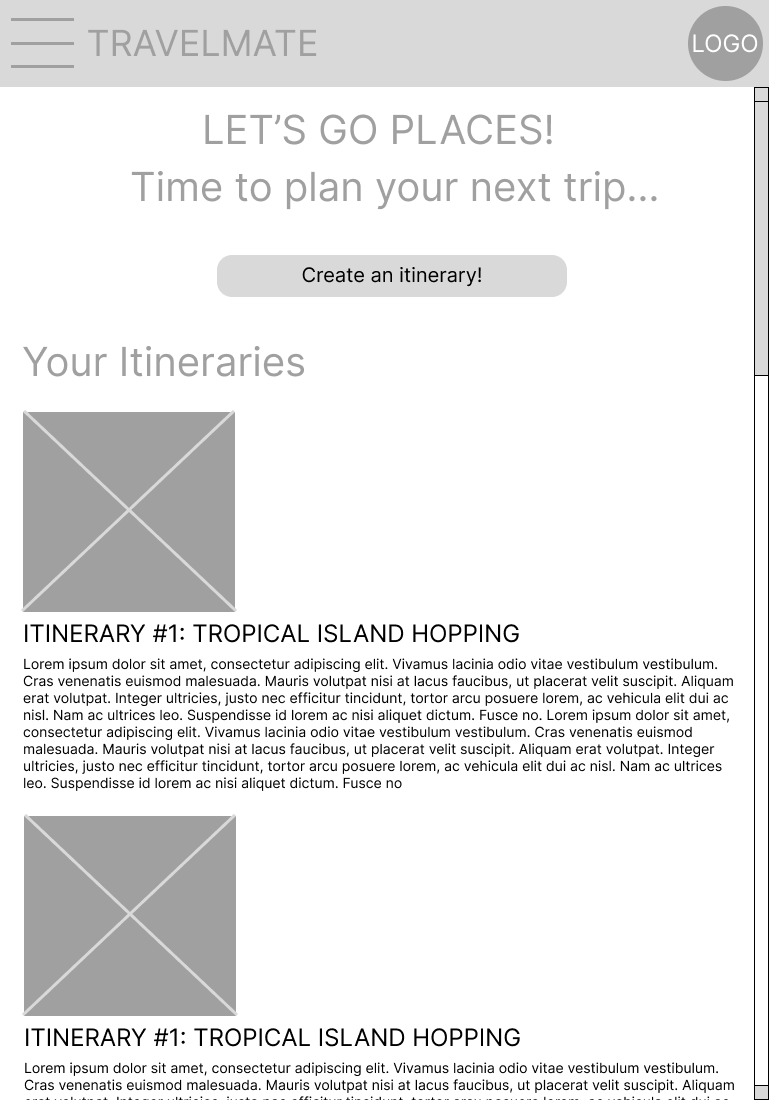 TRAVELMATE
LOGO
LET’S GO PLACES!
Time to plan your next trip...
Create an itinerary!
Your Itineraries
ITINERARY #1: TROPICAL ISLAND HOPPING
Lorem ipsum dolor sit amet, consectetur adipiscing elit. Vivamus lacinia odio vitae vestibulum vestibulum.
Cras venenatis euismod malesuada. Mauris volutpat nisi at lacus faucibus, ut placerat velit suscipit. Aliquam
erat volutpat. Integer ultricies, justo nec efficitur tincidunt, tortor arcu posuere lorem, ac vehicula elit dui ac
nisl. Nam ac ultrices leo. Suspendisse id lorem ac nisi aliquet dictum. Fusce no. Lorem ipsum dolor sit amet,
consectetur adipiscing elit. Vivamus lacinia odio vitae vestibulum vestibulum. Cras venenatis euismod
malesuada. Mauris volutpat nisi at lacus faucibus, ut placerat velit suscipit. Aliquam erat volutpat. Integer
ultricies, justo nec efficitur tincidunt, tortor arcu posuere lorem, ac vehicula elit dui ac nisl. Nam ac ultrices
leo. Suspendisse id lorem ac nisi aliquet dictum. Fusce no
ITINERARY #1: TROPICAL ISLAND HOPPING
Lorem ipsum dolor sit amet, consectetur adipiscing elit. Vivamus lacinia odio vitae vestibulum vestibulum.
Cras venenatis euismod malesuada. Mauris volutpat nisi at lacus faucibus, ut placerat velit suscipit. Aliquam